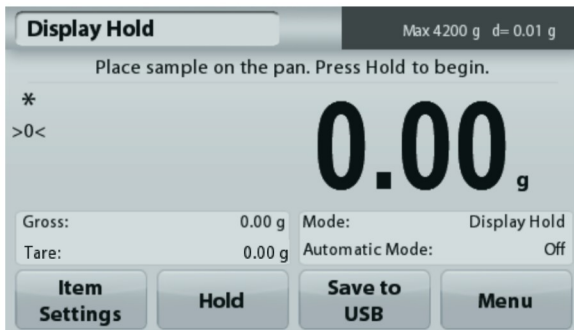 Display Hold
Max 4200 g d= 0.01 g
Place sample on the pan. Press Hold to begin.
*
>0<
0.00 g
Gross: 0.00 g
Tare: 0.00 g
Mode: Display Hold
Automatic Mode: Off
Item Settings
Hold
Save to USB
Menu